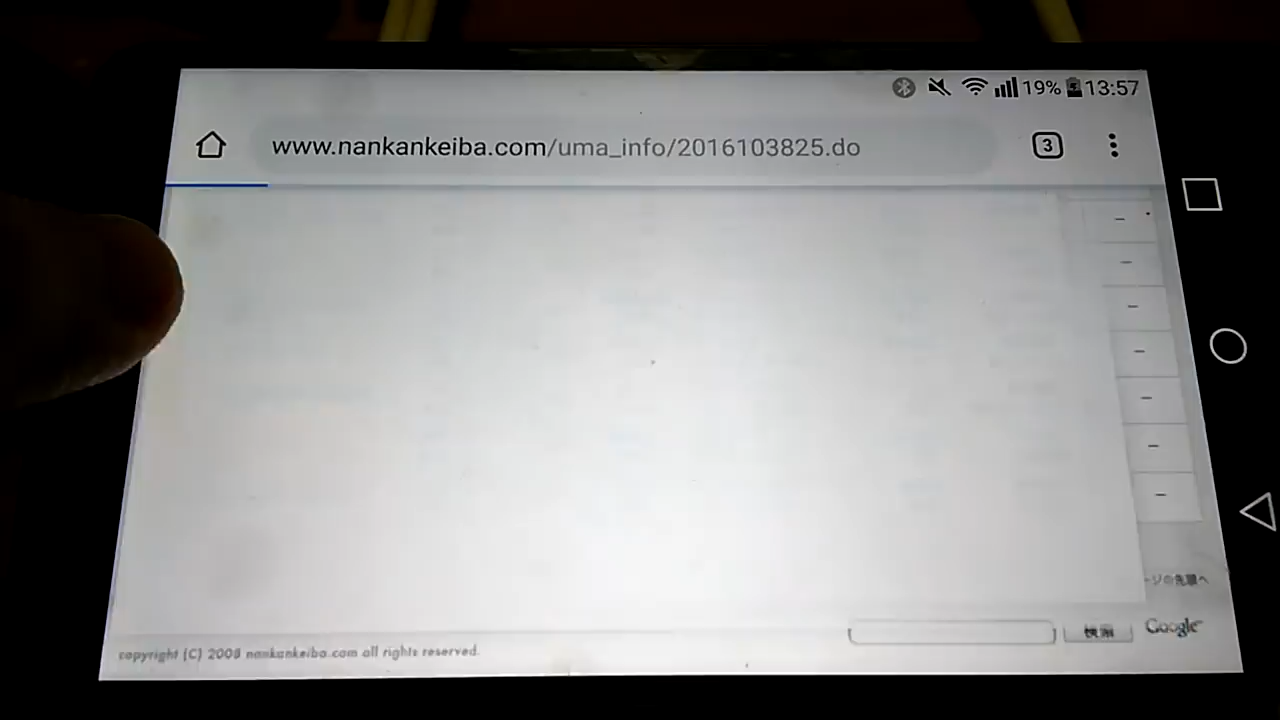 19% 13:57
www.nankankeiba.com/uma_info/2016103825.do 3
ージの先頭へ
検索 Google
copyright (C) 2008 nankankeiba.com all rights reserved.